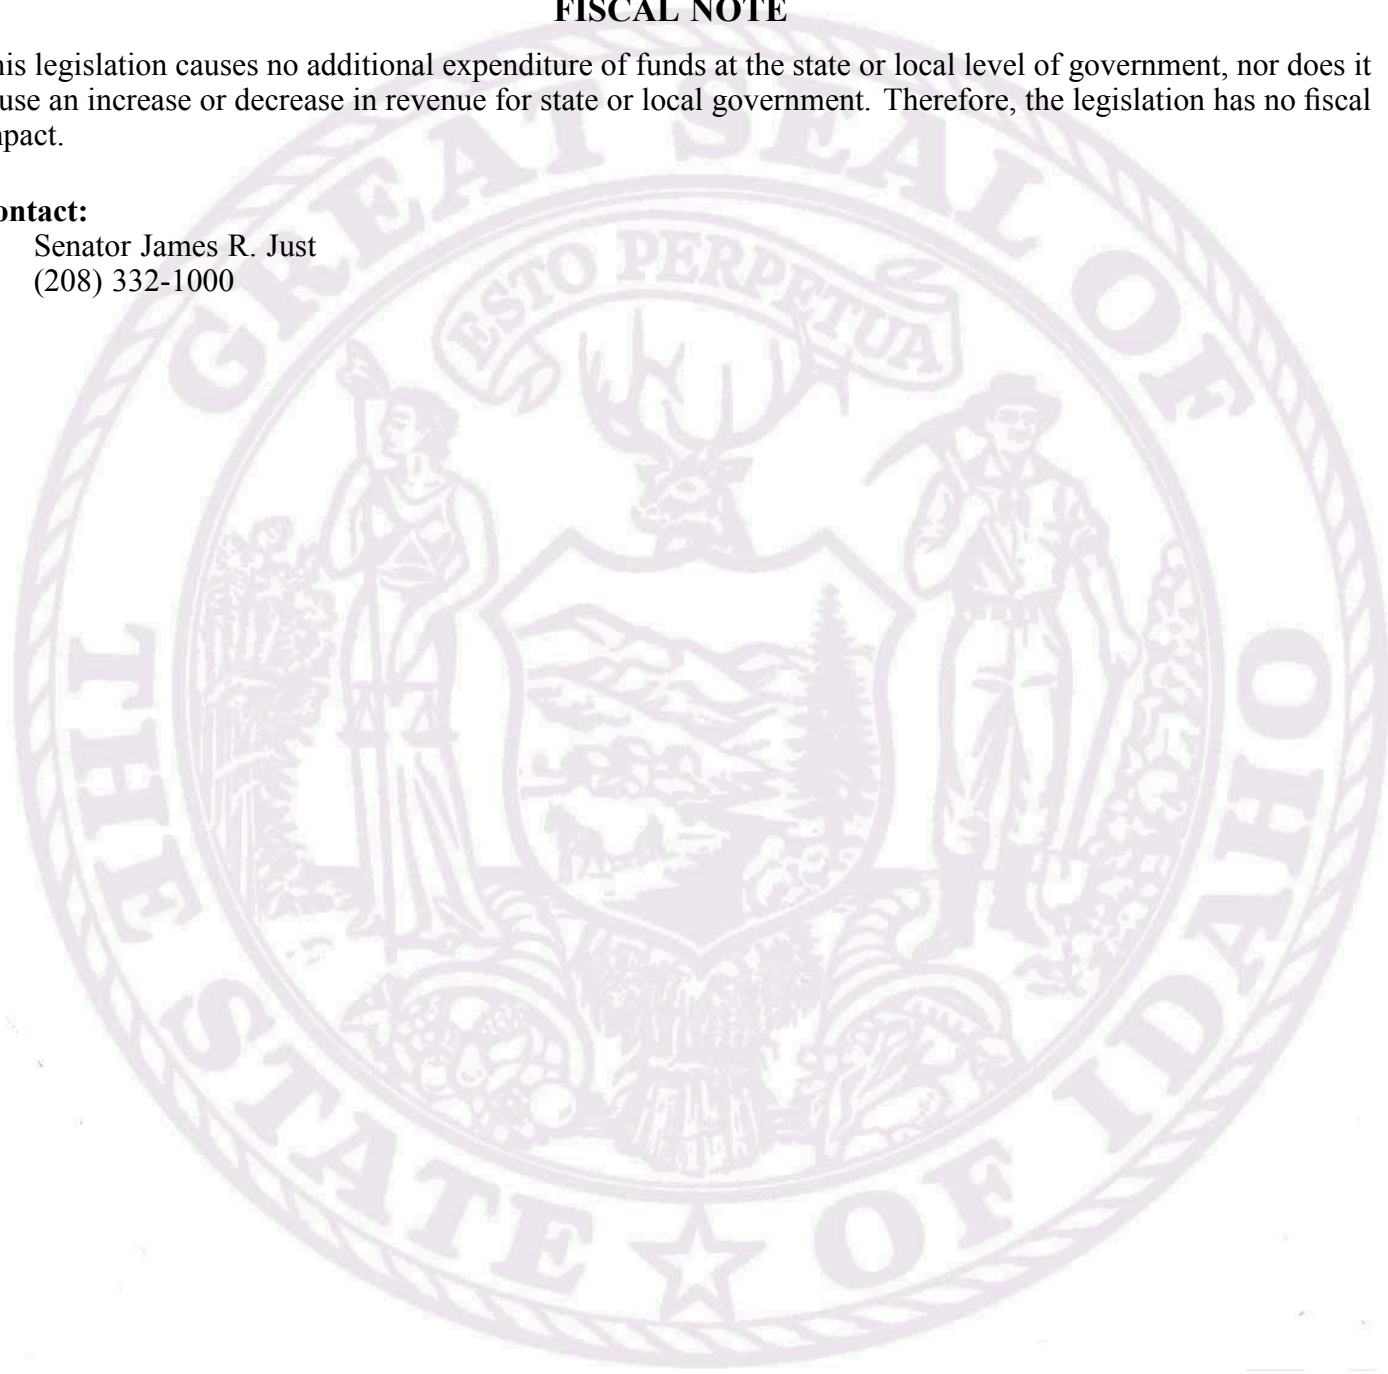 FISCAL NOTE
his legislation causes no additional expenditure of funds at the state or local level of government, nor does it
use an increase or decrease in revenue for state or local government. Therefore, the legislation has no fiscal
pact.
ontact:
Senator James R. Just
(208) 332-1000
GREAT SEAL OF
ESTO PERPETUA
THE STATE OF IDAHO